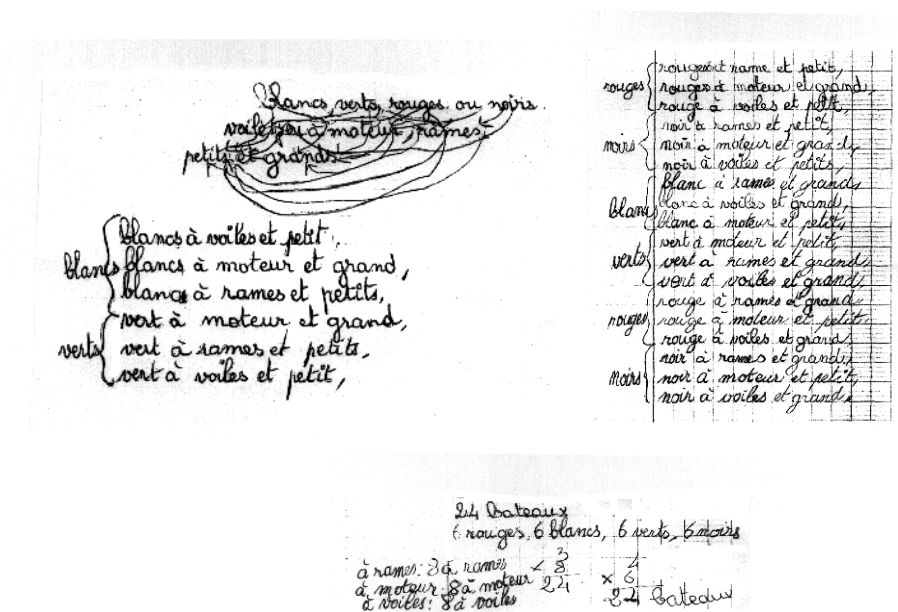 blancs, verts, rouges ou noirs.
voiles ou à moteur, rames,
petits et grands
blancs
blancs à voiles et petit,
blancs à moteur et grand,
blancs à rames et petits,
verts
vert à moteur et grand,
vert à rames et petits,
vert à voiles et petit,
rouges
rouges et rame et petit,
rouges à moteur et grand,
rouge à voiles et petit,
noirs
noir à rames et petit,
noir à moteur et grand,
noir à voiles et petits,
blancs
blanc à rames et grands
blanc à voiles et grand,
blanc à moteur et petit,
verts
vert à moteur et petit,
vert à rames et grand,
vert à voiles et grand,
rouges
rouge à rames et grand
rouge à moteur et petit,
rouge à voiles et grand
noirs
noir à rames et grand,
noir à moteur et petit,
noir à voiles et grand.
24 Bateaux
6 rouges, 6 blancs, 6 verts, 6 noirs
à rames: 8 à rames
à moteur: 8 à moteur
à voiles: 8 à voiles
3
× 8
24
4
× 6
24 bateaux